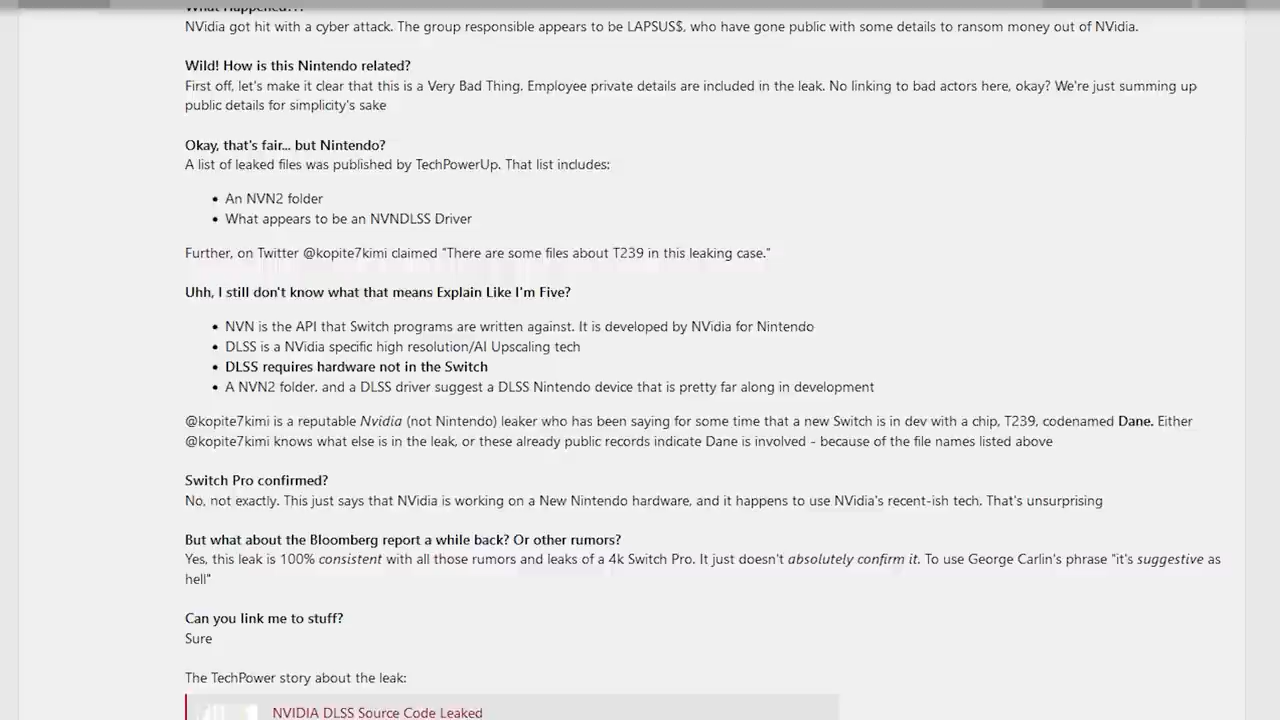 What Happened???
NVidia got hit with a cyber attack. The group responsible appears to be LAPSUS$, who have gone public with some details to ransom money out of NVidia.
Wild! How is this Nintendo related?
First off, let's make it clear that this is a Very Bad Thing. Employee private details are included in the leak. No linking to bad actors here, okay? We're just summing up
public details for simplicity's sake
Okay, that's fair... but Nintendo?
A list of leaked files was published by TechPowerUp. That list includes:
• An NVN2 folder
• What appears to be an NVNDLSS Driver
Further, on Twitter @kopite7kimi claimed "There are some files about T239 in this leaking case."
Uhh, I still don't know what that means Explain Like I'm Five?
• NVN is the API that Switch programs are written against. It is developed by NVidia for Nintendo
• DLSS is a NVidia specific high resolution/AI Upscaling tech
• DLSS requires hardware not in the Switch
• A NVN2 folder. and a DLSS driver suggest a DLSS Nintendo device that is pretty far along in development
@kopite7kimi is a reputable Nvidia (not Nintendo) leaker who has been saying for some time that a new Switch is in dev with a chip, T239, codenamed Dane. Either
@kopite7kimi knows what else is in the leak, or these already public records indicate Dane is involved - because of the file names listed above
Switch Pro confirmed?
No, not exactly. This just says that NVidia is working on a New Nintendo hardware, and it happens to use NVidia's recent-ish tech. That's unsurprising
But what about the Bloomberg report a while back? Or other rumors?
Yes, this leak is 100% consistent with all those rumors and leaks of a 4k Switch Pro. It just doesn't absolutely confirm it. To use George Carlin's phrase "it's suggestive as
hell"
Can you link me to stuff?
Sure
The TechPower story about the leak:
NVIDIA DLSS Source Code Leaked